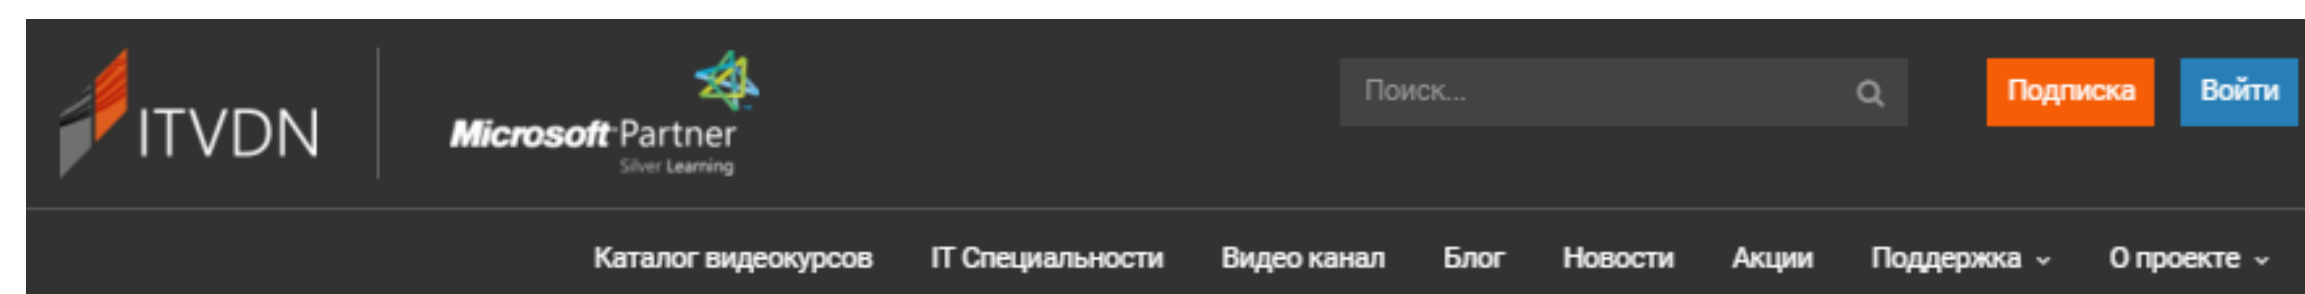 ITVDN
Microsoft Partner
Silver Learning
Поиск...
Подписка
Войти
Каталог видеокурсов IT Специальности Видео канал Блог Новости Акции Поддержка О проекте